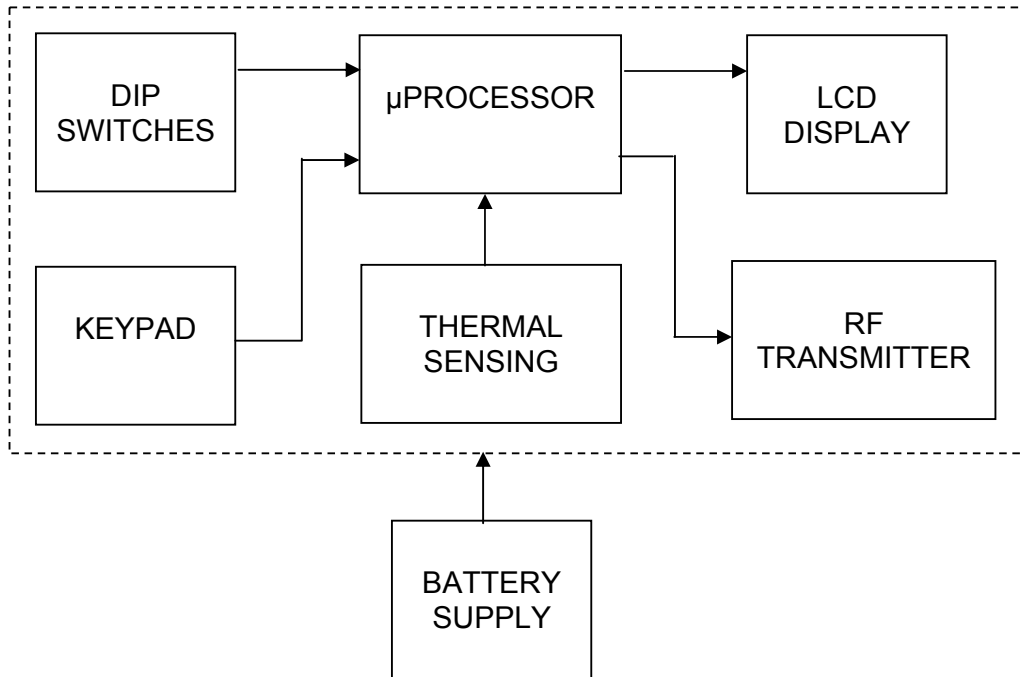 DIP
SWITCHES
µPROCESSOR
LCD
DISPLAY
KEYPAD
THERMAL
SENSING
RF
TRANSMITTER
BATTERY
SUPPLY